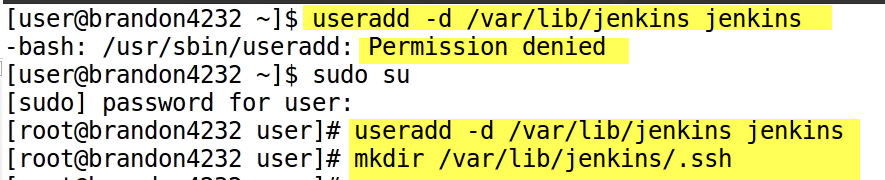 [user@brandon4232 ~]$ useradd -d /var/lib/jenkins jenkins
-bash: /usr/sbin/useradd: Permission denied
[user@brandon4232 ~]$ sudo su
[sudo] password for user:
[root@brandon4232 user]# useradd -d /var/lib/jenkins jenkins
[root@brandon4232 user]# mkdir /var/lib/jenkins/.ssh